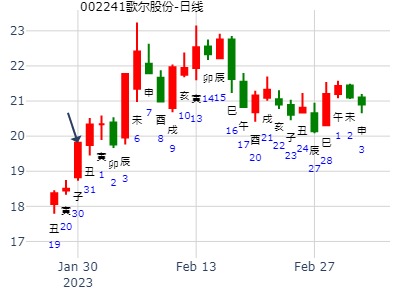 002241歌尔股份-日线
23
22
21
20
19
18
17
丑
19
寅
20
子
30
丑
31
寅
1
卯
2
辰
3
未
6
申
7
酉
8
戌
9
亥
10
寅
13
卯
14
辰
15
巳
16
午
17
酉
20
戌
21
亥
22
子
23
丑
24
辰
27
巳
28
午
1
未
2
申
3
Jan 30
2023
Feb 13
Feb 27